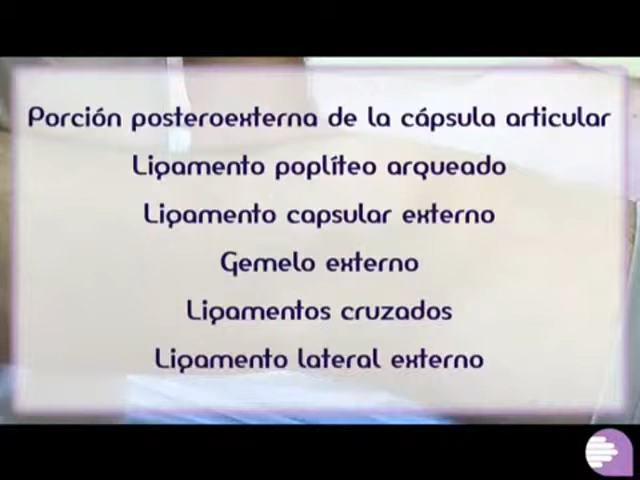 Porción posteroexterna de la cápsula articular
Ligamento poplíteo arqueado
Ligamento capsular externo
Gemelo externo
Ligamentos cruzados
Ligamento lateral externo